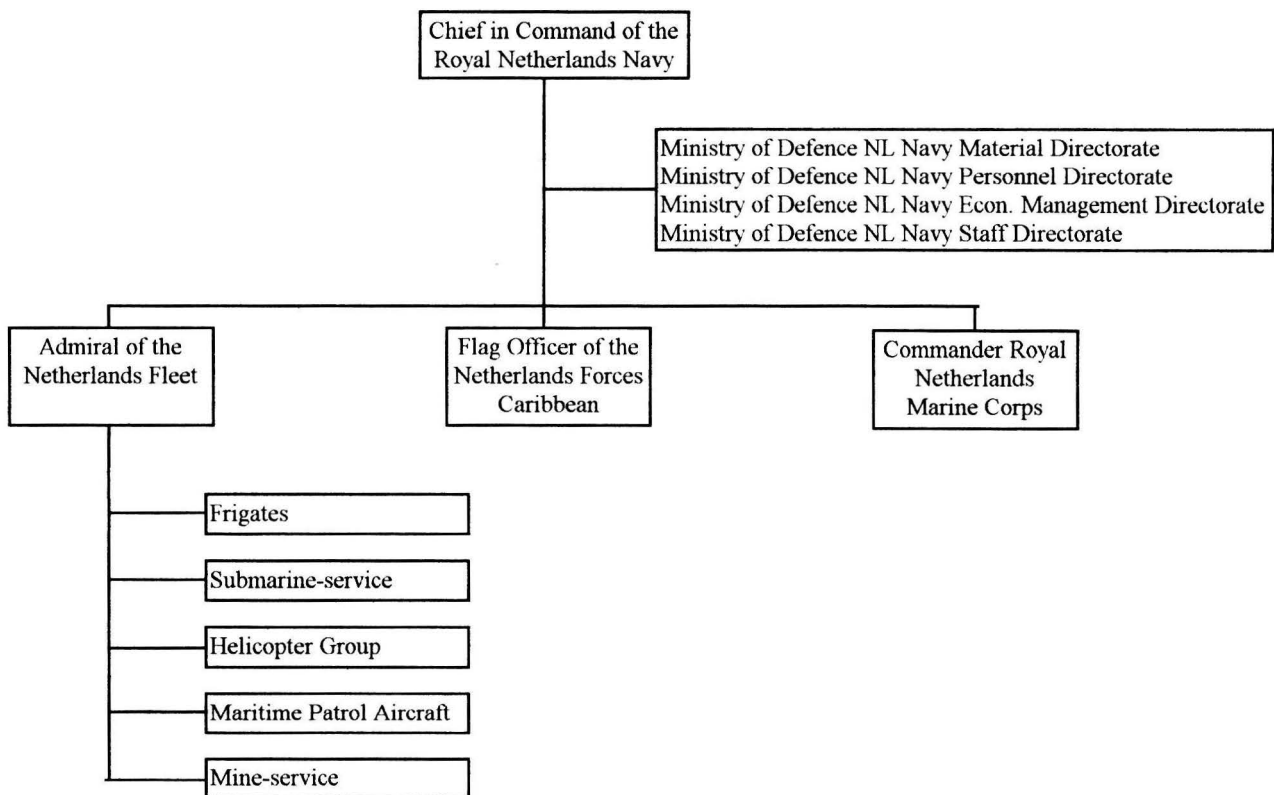 Chief in Command of the
Royal Netherlands Navy
Ministry of Defence NL Navy Material Directorate
Ministry of Defence NL Navy Personnel Directorate
Ministry of Defence NL Navy Econ. Management Directorate
Ministry of Defence NL Navy Staff Directorate
Admiral of the
Netherlands Fleet
Flag Officer of the
Netherlands Forces
Caribbean
Commander Royal
Netherlands
Marine Corps
Frigates
Submarine-service
Helicopter Group
Maritime Patrol Aircraft
Mine-service